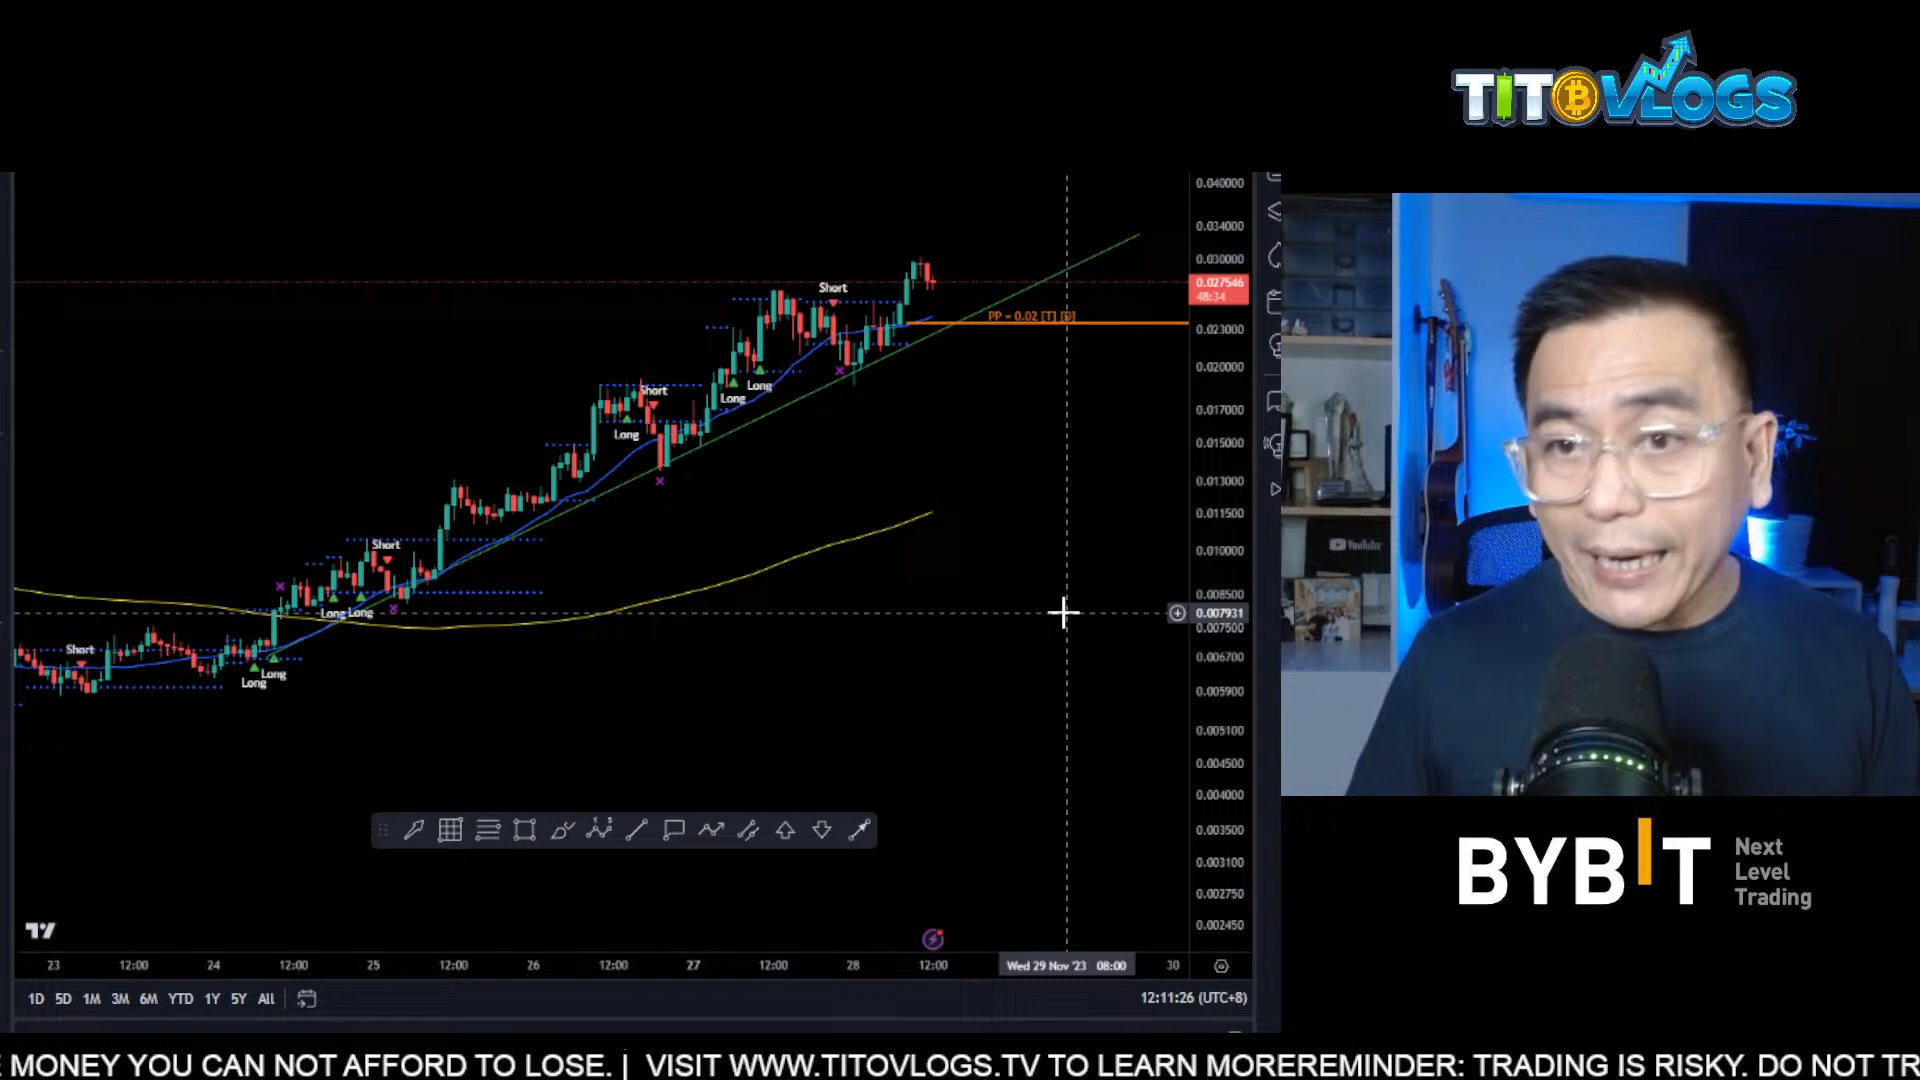 TITOVLOGS
0.040000
0.034000
0.030000
0.027546
48:34
0.023000
0.020000
0.017000
0.015000
0.013000
0.011500
0.010000
0.008500
0.007931
0.007500
0.006700
0.005900
0.005100
0.004500
0.004000
0.003500
0.003100
0.002750
0.002450
Short
PP = 0.02 [T] [D]
Long
Long
Short
Long
Short
Long Long
Short
Long
Long
YouTube
BYBIT
Next
Level
Trading
23 12:00 24 12:00 25 12:00 26 12:00 27 12:00 28 12:00 Wed 29 Nov '23 08:00 30
1D 5D 1M 3M 6M YTD 1Y 5Y All
12:11:26 (UTC+8)
MONEY YOU CAN NOT AFFORD TO LOSE. | VISIT WWW.TITOVLOGS.TV TO LEARN MOREREMINDER: TRADING IS RISKY. DO NOT TR